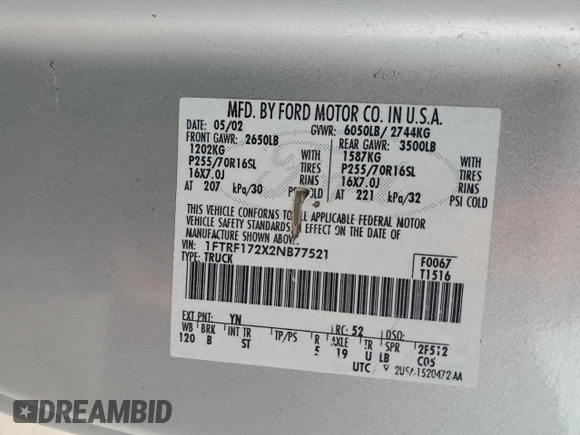 MFD. BY FORD MOTOR CO. IN U.S.A.
DATE: 05/02 GVWR: 6050LB/ 2744KG
FRONT GAWR: 2650LB REAR GAWR: 3500LB
1202KG WITH 1587KG WITH
P255/70R16SL TIRES P255/70R16SL TIRES
16X7.0J RIMS 16X7.0J RIMS
AT 207 kPa/30 PSI COLD AT 221 kPa/32 PSI COLD
THIS VEHICLE CONFORMS TO ALL APPLICABLE FEDERAL MOTOR
VEHICLE SAFETY STANDARDS IN EFFECT ON THE DATE OF
MANUFACTURE SHOWN ABOVE.
VIN: 1FTRF172X2NB77521 F0067
TYPE: TRUCK T1516
EXT PNT: YN RC: 52 DSO:
WB BRK INT TR TP/PS R AXLE TR SPR 2F512
120 B ST 5 19 U LB C05
UTC 2U5A-1520472-AA
DREAMBID